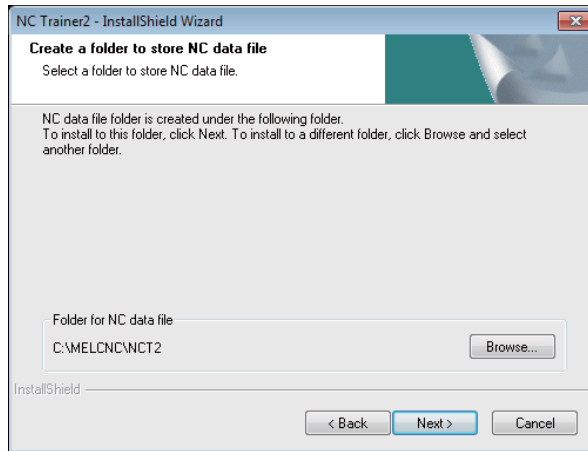 NC Trainer2 - InstallShield Wizard
Create a folder to store NC data file
Select a folder to store NC data file.
NC data file folder is created under the following folder.
To install to this folder, click Next. To install to a different folder, click Browse and select
another folder.
Folder for NC data file
C:\MELCNC\NCT2
Browse...
InstallShield
< Back
Next >
Cancel